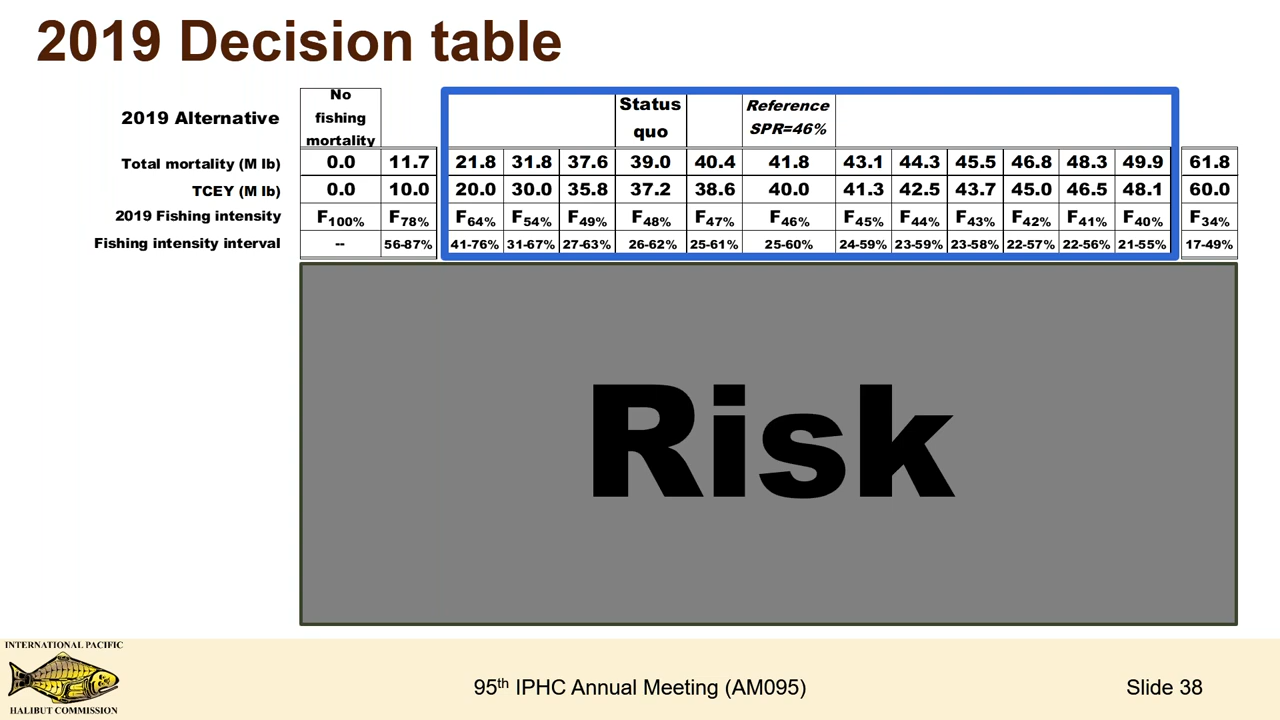 2019 Decision table
2019 Alternative
No fishing mortality
Status quo
Reference SPR=46%
Total mortality (M lb) 0.0 11.7 21.8 31.8 37.6 39.0 40.4 41.8 43.1 44.3 45.5 46.8 48.3 49.9 61.8
TCEY (M lb) 0.0 10.0 20.0 30.0 35.8 37.2 38.6 40.0 41.3 42.5 43.7 45.0 46.5 48.1 60.0
2019 Fishing intensity F100% F78% F64% F54% F49% F48% F47% F46% F45% F44% F43% F42% F41% F40% F34%
Fishing intensity interval -- 56-87% 41-76% 31-67% 27-63% 26-62% 25-61% 25-60% 24-59% 23-59% 23-58% 22-57% 22-56% 21-55% 17-49%
Risk
INTERNATIONAL PACIFIC
HALIBUT COMMISSION
95th IPHC Annual Meeting (AM095)
Slide 38